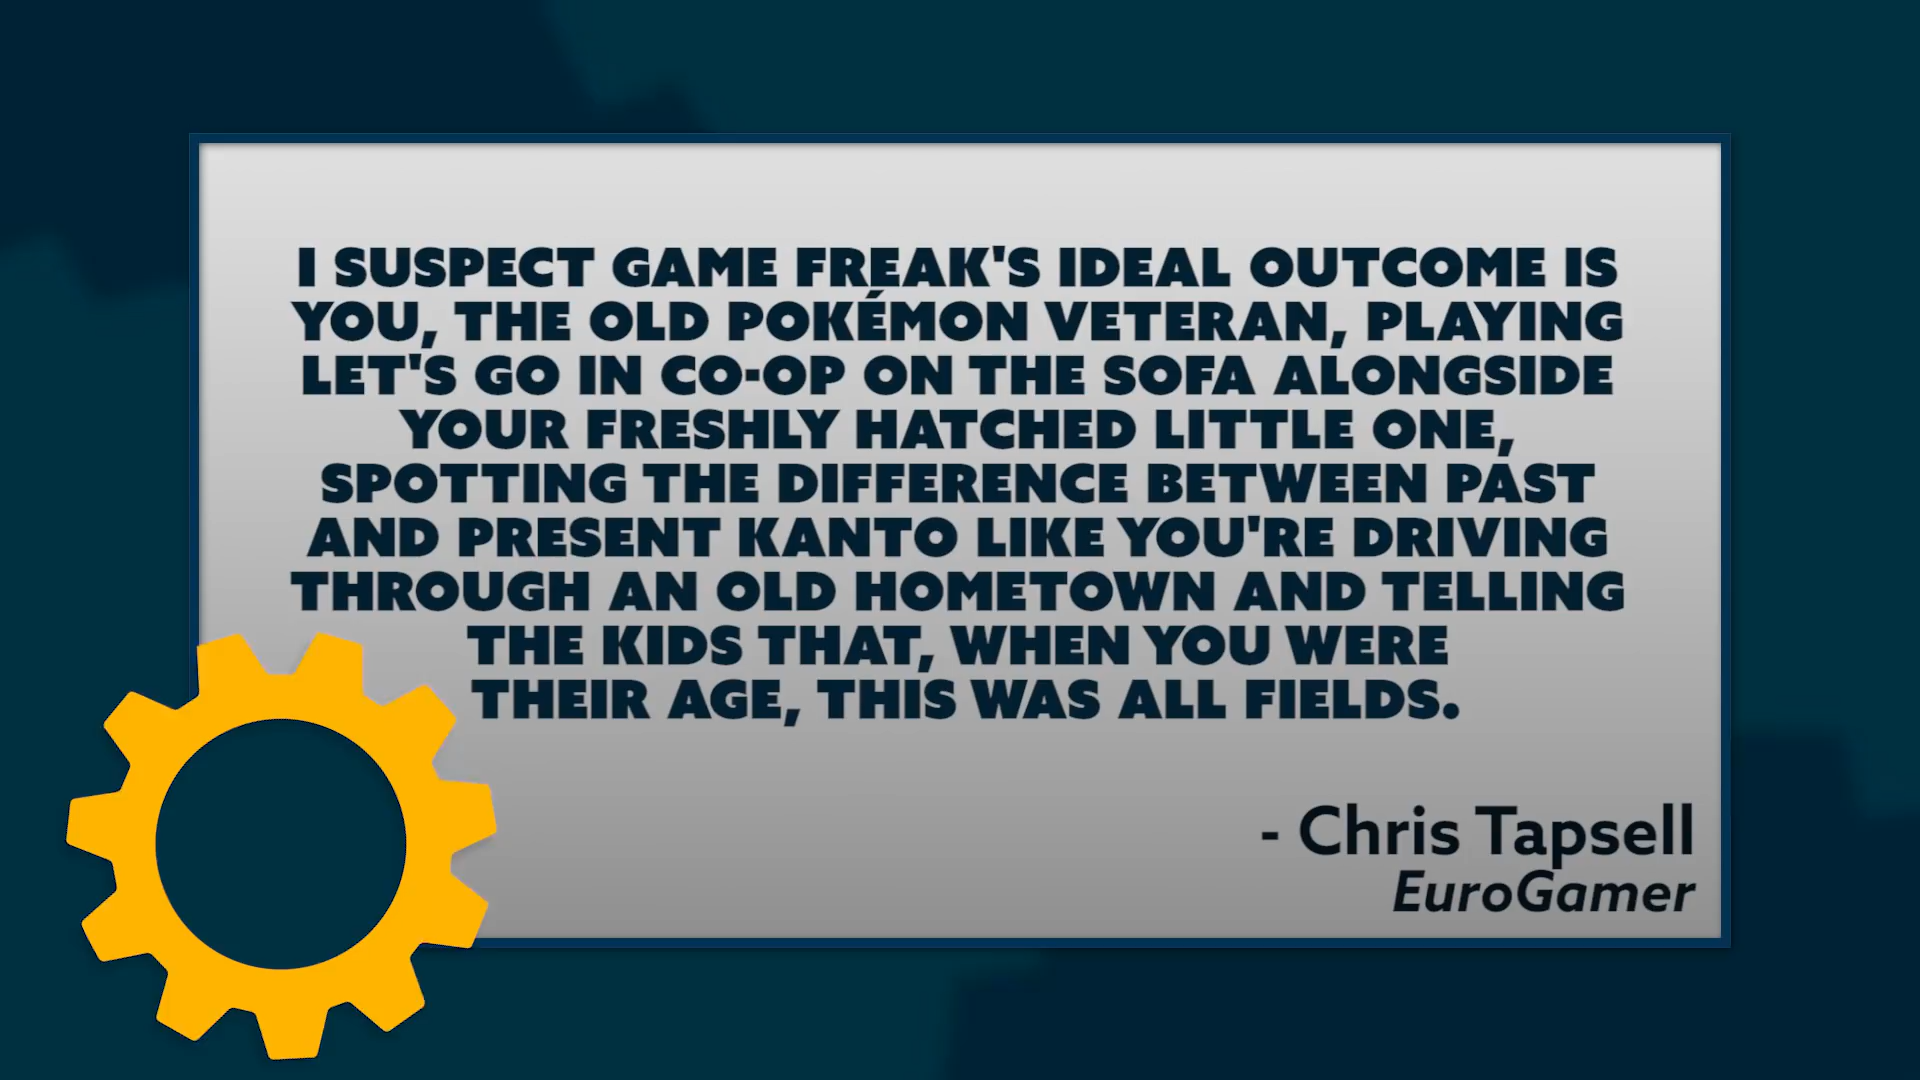 I SUSPECT GAME FREAK'S IDEAL OUTCOME IS
YOU, THE OLD POKÉMON VETERAN, PLAYING
LET'S GO IN CO-OP ON THE SOFA ALONGSIDE
YOUR FRESHLY HATCHED LITTLE ONE,
SPOTTING THE DIFFERENCE BETWEEN PAST
AND PRESENT KANTO LIKE YOU'RE DRIVING
THROUGH AN OLD HOMETOWN AND TELLING
THE KIDS THAT, WHEN YOU WERE
THEIR AGE, THIS WAS ALL FIELDS.
- Chris Tapsell
EuroGamer